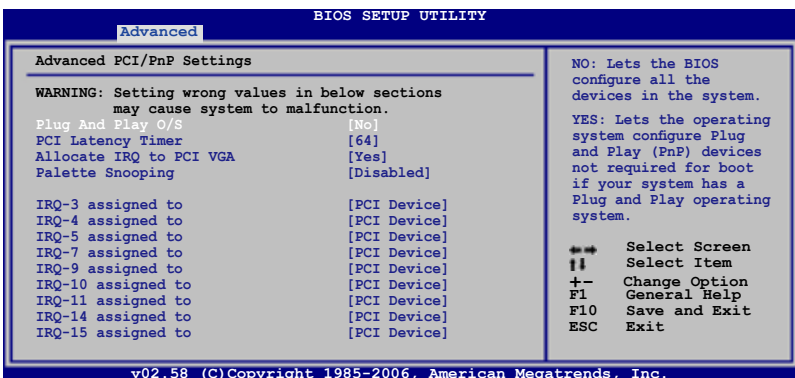 BIOS SETUP UTILITY
Advanced
Advanced PCI/PnP Settings
WARNING: Setting wrong values in below sections
may cause system to malfunction.
Plug And Play O/S [No]
PCI Latency Timer [64]
Allocate IRQ to PCI VGA [Yes]
Palette Snooping [Disabled]
IRQ-3 assigned to [PCI Device]
IRQ-4 assigned to [PCI Device]
IRQ-5 assigned to [PCI Device]
IRQ-7 assigned to [PCI Device]
IRQ-9 assigned to [PCI Device]
IRQ-10 assigned to [PCI Device]
IRQ-11 assigned to [PCI Device]
IRQ-14 assigned to [PCI Device]
IRQ-15 assigned to [PCI Device]
NO: Lets the BIOS
configure all the
devices in the system.
YES: Lets the operating
system configure Plug
and Play (PnP) devices
not required for boot
if your system has a
Plug and Play operating
system.
←→ Select Screen
↑↓ Select Item
+- Change Option
F1 General Help
F10 Save and Exit
ESC Exit
v02.58 (C)Copyright 1985-2006, American Megatrends, Inc.